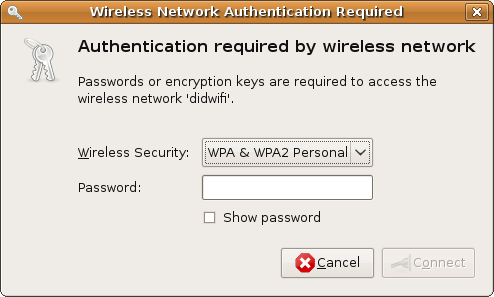 Wireless Network Authentication Required
Authentication required by wireless network
Passwords or encryption keys are required to access the
wireless network 'didwifi'.
Wireless Security: WPA & WPA2 Personal
Password:
Show password
Cancel Connect